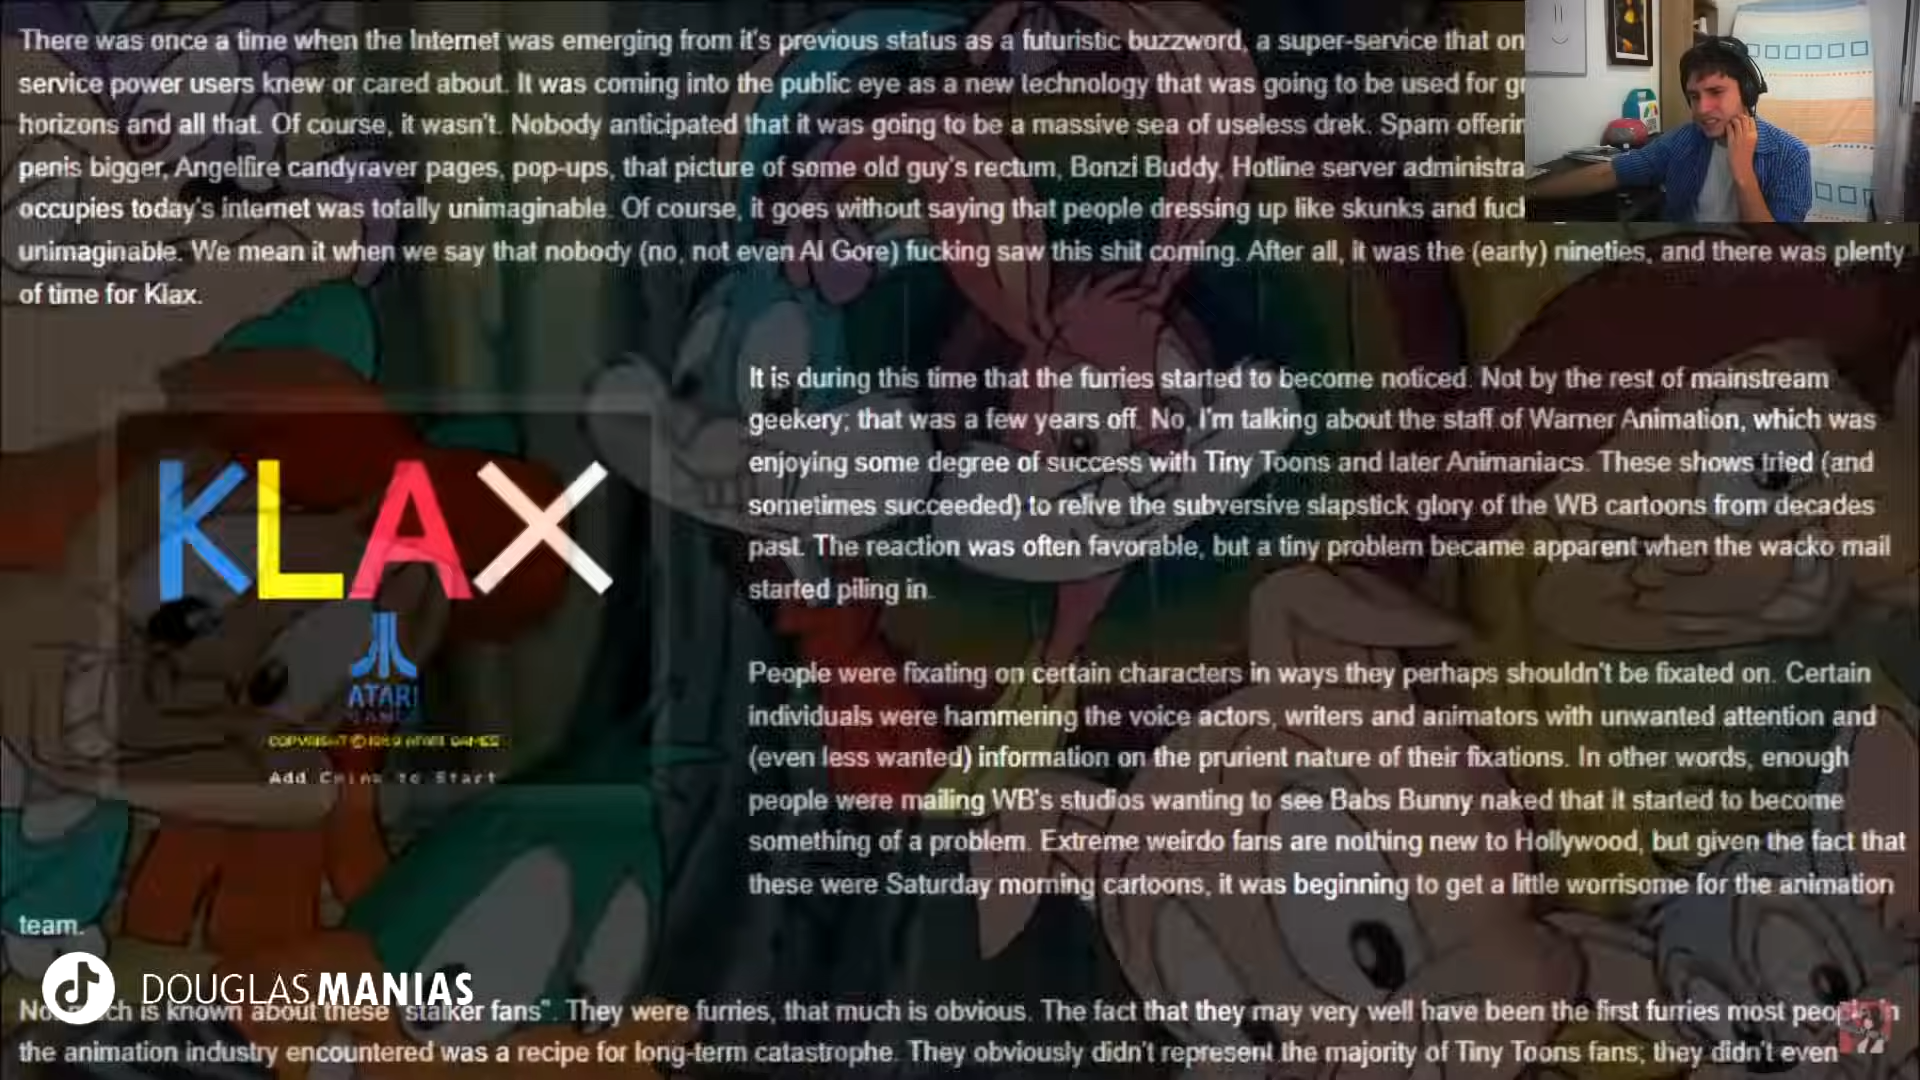 There was once a time when the Internet was emerging from it's previous status as a futuristic buzzword, a super-service that on
service power users knew or cared about. It was coming into the public eye as a new technology that was going to be used for gr
horizons and all that. Of course, it wasn't. Nobody anticipated that it was going to be a massive sea of useless drek. Spam offerin
penis bigger, Angelfire candyraver pages, pop-ups, that picture of some old guy's rectum, Bonzi Buddy, Hotline server administra
occupies today's internet was totally unimaginable. Of course, it goes without saying that people dressing up like skunks and fuck
unimaginable. We mean it when we say that nobody (no, not even Al Gore) fucking saw this shit coming. After all, it was the (early) nineties, and there was plenty
of time for Klax.
It is during this time that the furries started to become noticed. Not by the rest of mainstream
geekery; that was a few years off. No, I'm talking about the staff of Warner Animation, which was
enjoying some degree of success with Tiny Toons and later Animaniacs. These shows tried (and
sometimes succeeded) to relive the subversive slapstick glory of the WB cartoons from decades
past. The reaction was often favorable, but a tiny problem became apparent when the wacko mail
started piling in.
KLAX
ATARI
GAMES
COPYRIGHT © 1989 ATARI GAMES
Add Coins to Start
People were fixating on certain characters in ways they perhaps shouldn't be fixated on. Certain
individuals were hammering the voice actors, writers and animators with unwanted attention and
(even less wanted) information on the prurient nature of their fixations. In other words, enough
people were mailing WB's studios wanting to see Babs Bunny naked that it started to become
something of a problem. Extreme weirdo fans are nothing new to Hollywood, but given the fact that
these were Saturday morning cartoons, it was beginning to get a little worrisome for the animation
team.
DOUGLASMANIAS
is known about these "stalker fans". They were furries, that much is obvious. The fact that they may very well have been the first furries most in
the animation industry encountered was a recipe for long-term catastrophe. They obviously didn't represent the majority of Tiny Toons fans; they didn't even